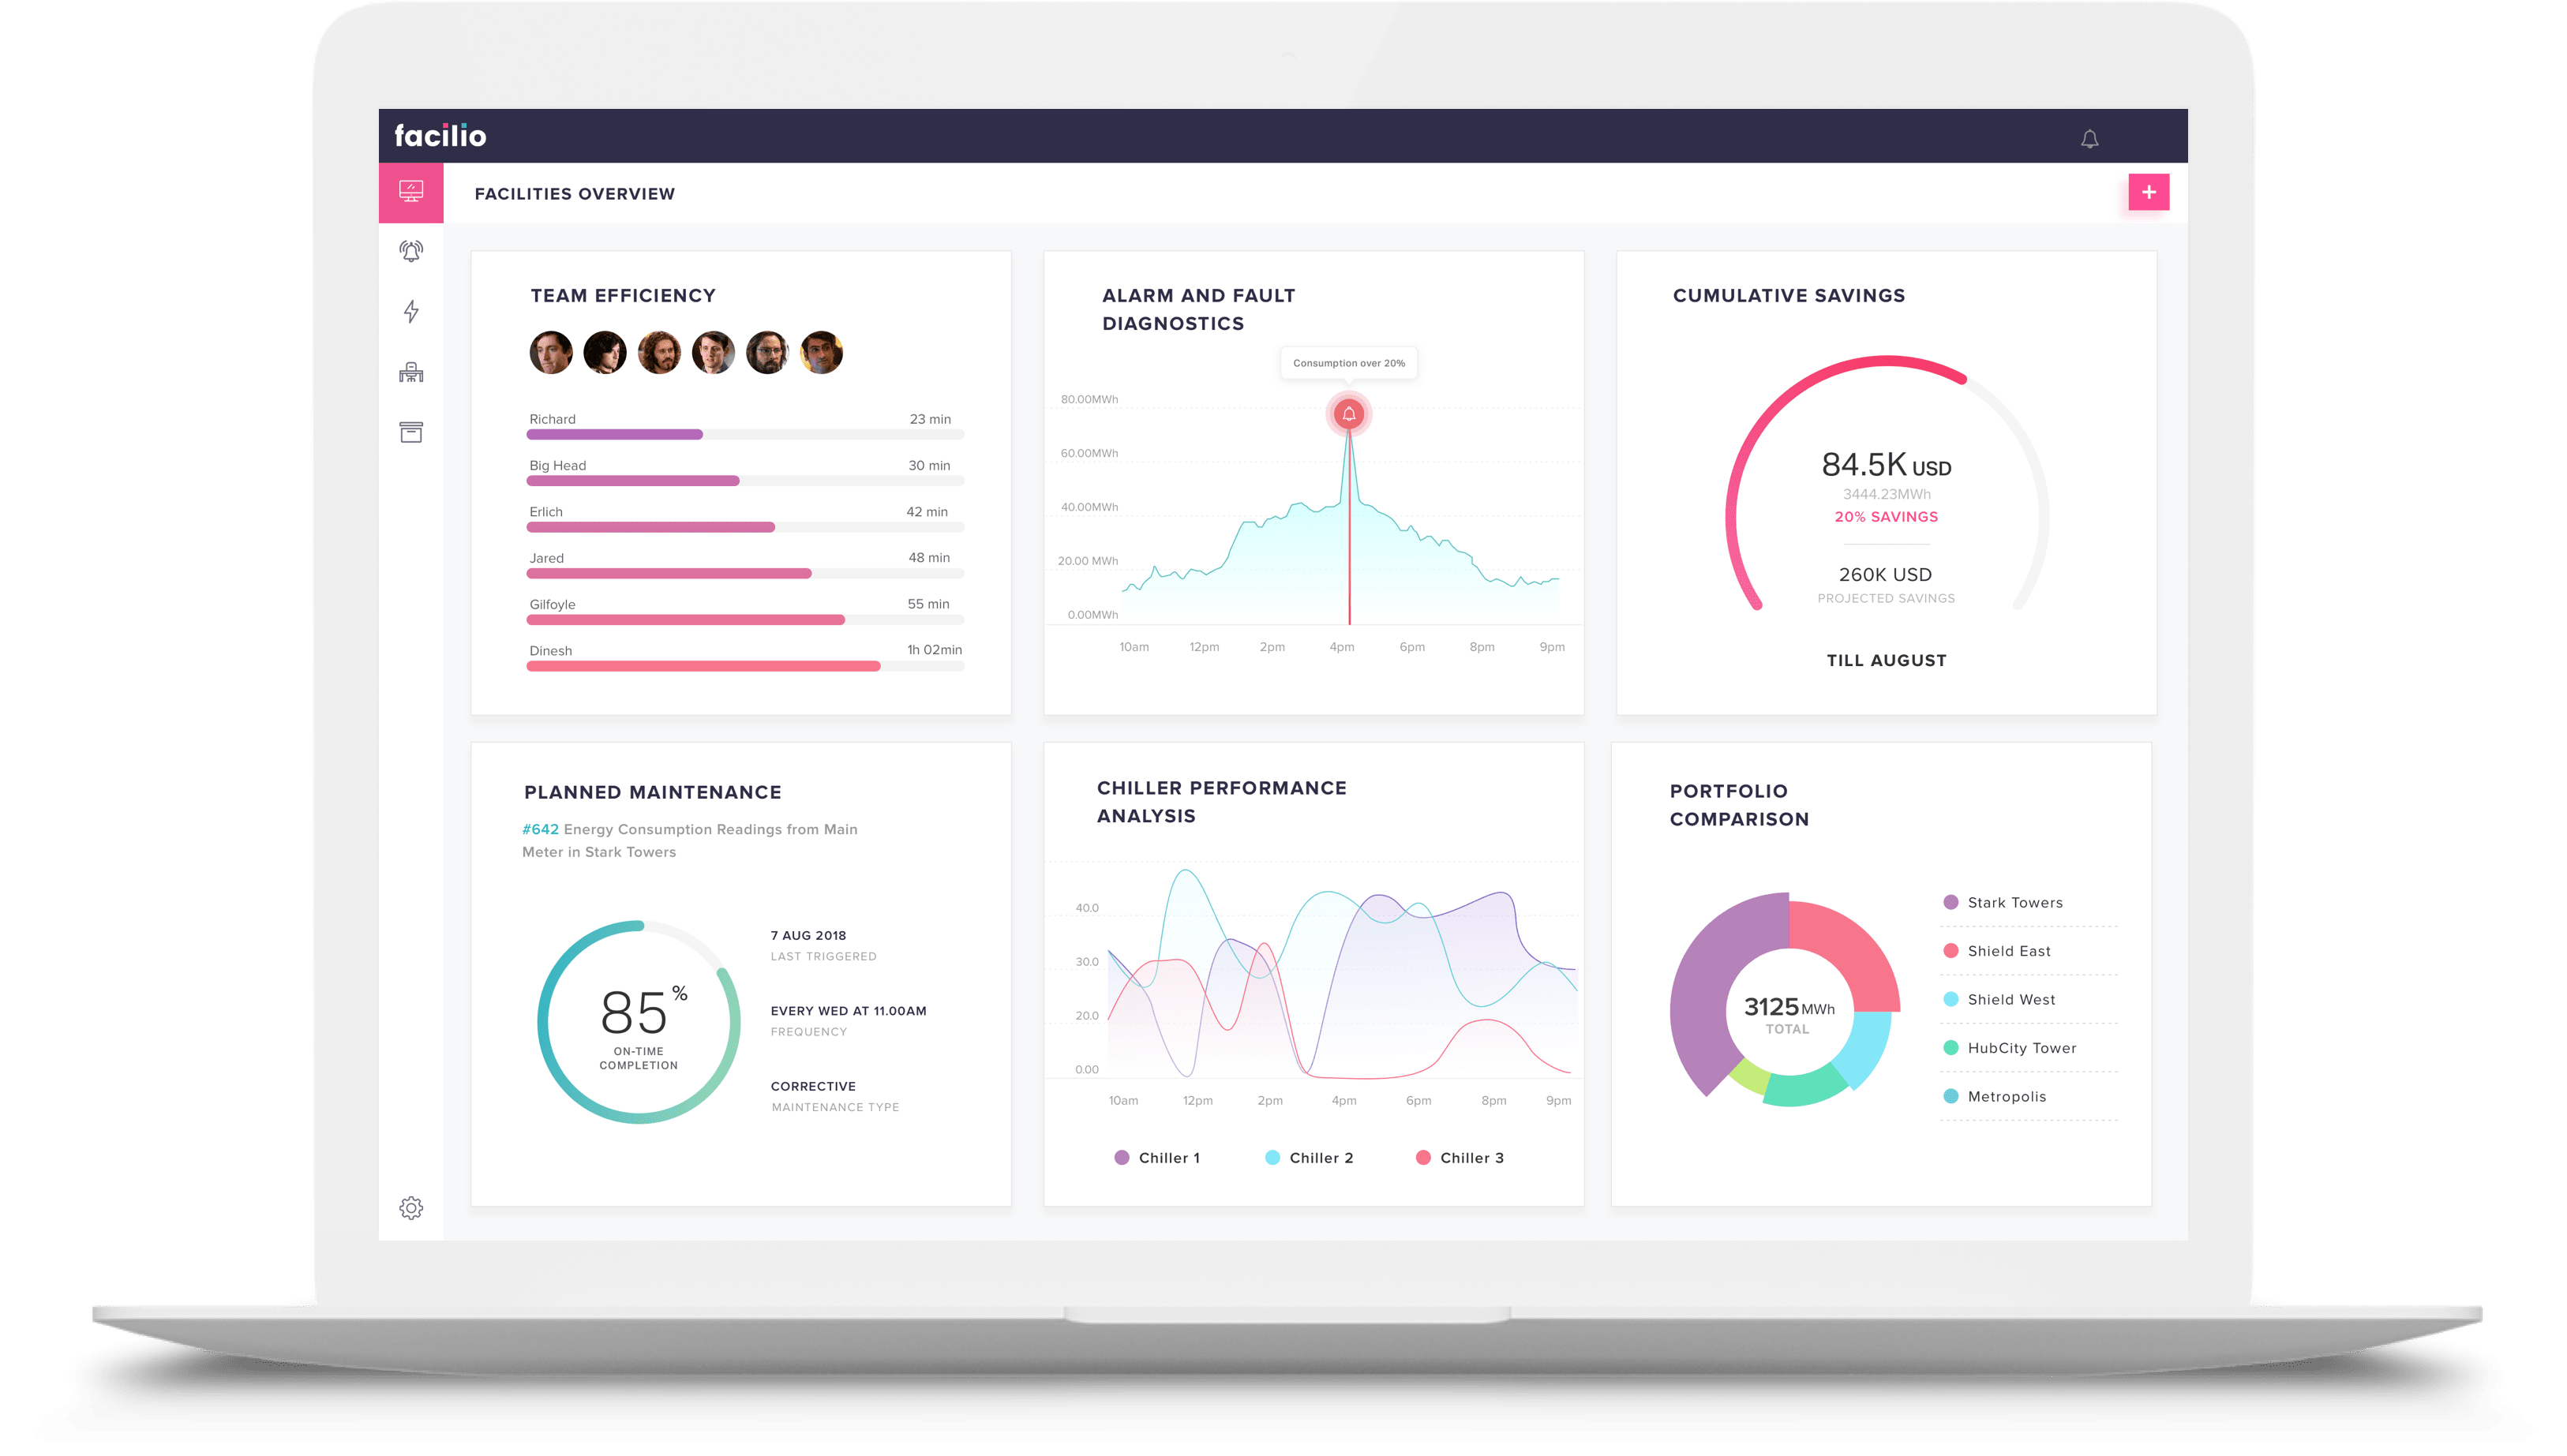 facilio
FACILITIES OVERVIEW
+
TEAM EFFICIENCY
Richard 23 min
Big Head 30 min
Erlich 42 min
Jared 48 min
Gilfoyle 55 min
Dinesh 1h 02min
ALARM AND FAULT
DIAGNOSTICS
Consumption over 20%
80.00MWh
60.00MWh
40.00MWh
20.00 MWh
0.00MWh
10am 12pm 2pm 4pm 6pm 8pm 9pm
CUMULATIVE SAVINGS
84.5K USD
3444.23MWh
20% SAVINGS
260K USD
PROJECTED SAVINGS
TILL AUGUST
PLANNED MAINTENANCE
#642 Energy Consumption Readings from Main
Meter in Stark Towers
85%
ON-TIME
COMPLETION
7 AUG 2018
LAST TRIGGERED
EVERY WED AT 11.00AM
FREQUENCY
CORRECTIVE
MAINTENANCE TYPE
CHILLER PERFORMANCE
ANALYSIS
40.0
30.0
20.0
0.00
10am 12pm 2pm 4pm 6pm 8pm 9pm
Chiller 1 Chiller 2 Chiller 3
PORTFOLIO
COMPARISON
3125 MWh
TOTAL
Stark Towers
Shield East
Shield West
HubCity Tower
Metropolis